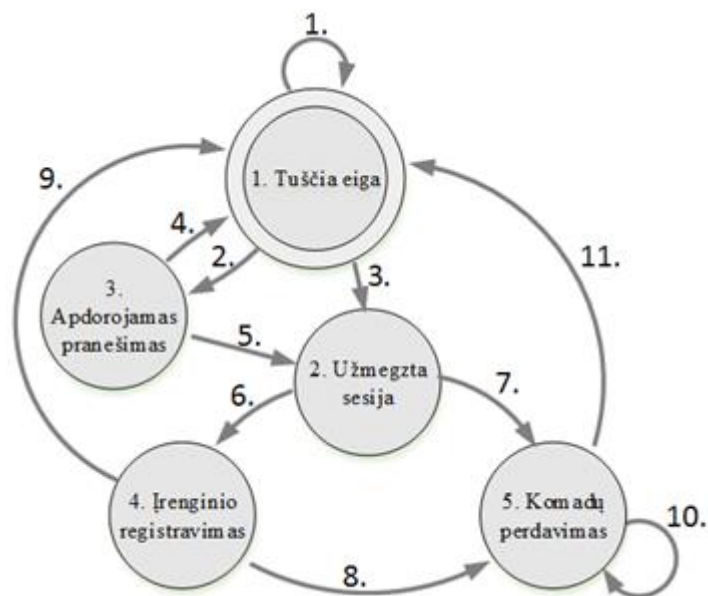 1.
1. Tuščia eiga
9.
4.
2.
3.
11.
3.
Apdorojamas
pranešimas
5.
2. Užmegzta
sesija
6.
7.
4. Įrenginio
registravimas
5. Komadų
perdavimas
10.
8.